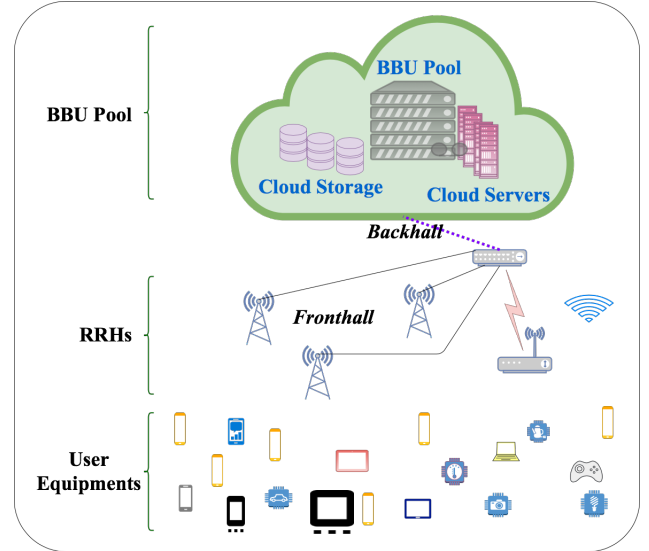 BBU Pool
BBU Pool
Cloud Storage
Cloud Servers
Backhall
RRHs
Fronthall
User
Equipments